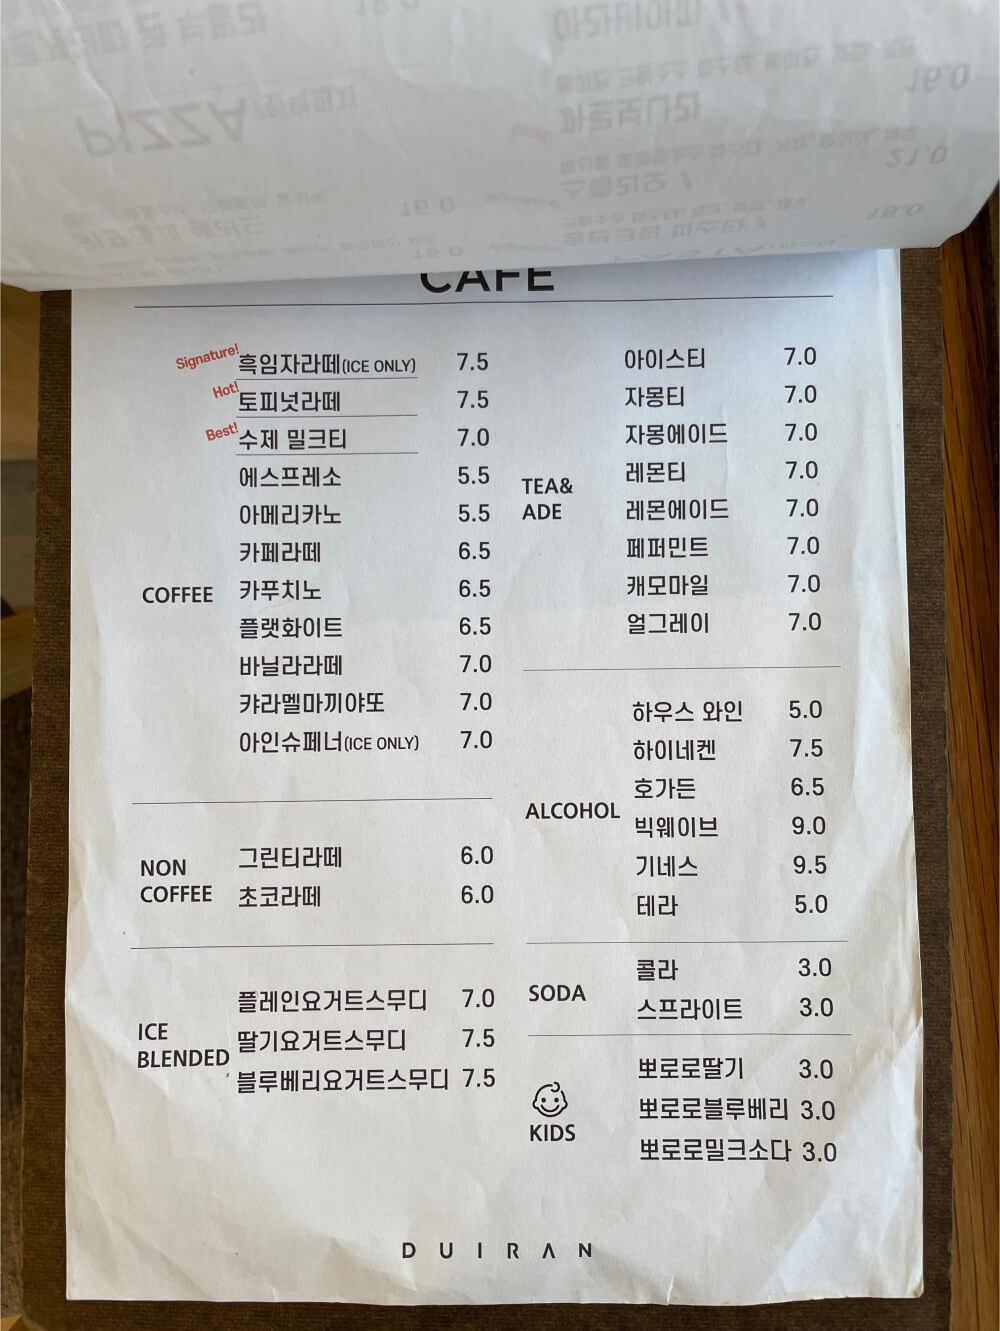 CAFE
Signature! 흑임자라떼(ICE ONLY) 7.5
Hot! 토피넛라떼 7.5
Best! 수제 밀크티 7.0
에스프레소 5.5
아메리카노 5.5
카페라떼 6.5
COFFEE 카푸치노 6.5
플랫화이트 6.5
바닐라라떼 7.0
캬라멜마끼야또 7.0
아인슈페너(ICE ONLY) 7.0
NON
COFFEE
그린티라떼 6.0
초코라떼 6.0
ICE
BLENDED
플레인요거트스무디 7.0
딸기요거트스무디 7.5
블루베리요거트스무디 7.5
TEA&
ADE
아이스티 7.0
자몽티 7.0
자몽에이드 7.0
레몬티 7.0
레몬에이드 7.0
페퍼민트 7.0
캐모마일 7.0
얼그레이 7.0
ALCOHOL
하우스 와인 5.0
하이네켄 7.5
호가든 6.5
빅웨이브 9.0
기네스 9.5
테라 5.0
SODA
콜라 3.0
스프라이트 3.0
KIDS
뽀로로딸기 3.0
뽀로로블루베리 3.0
뽀로로밀크소다 3.0
DUIRAN